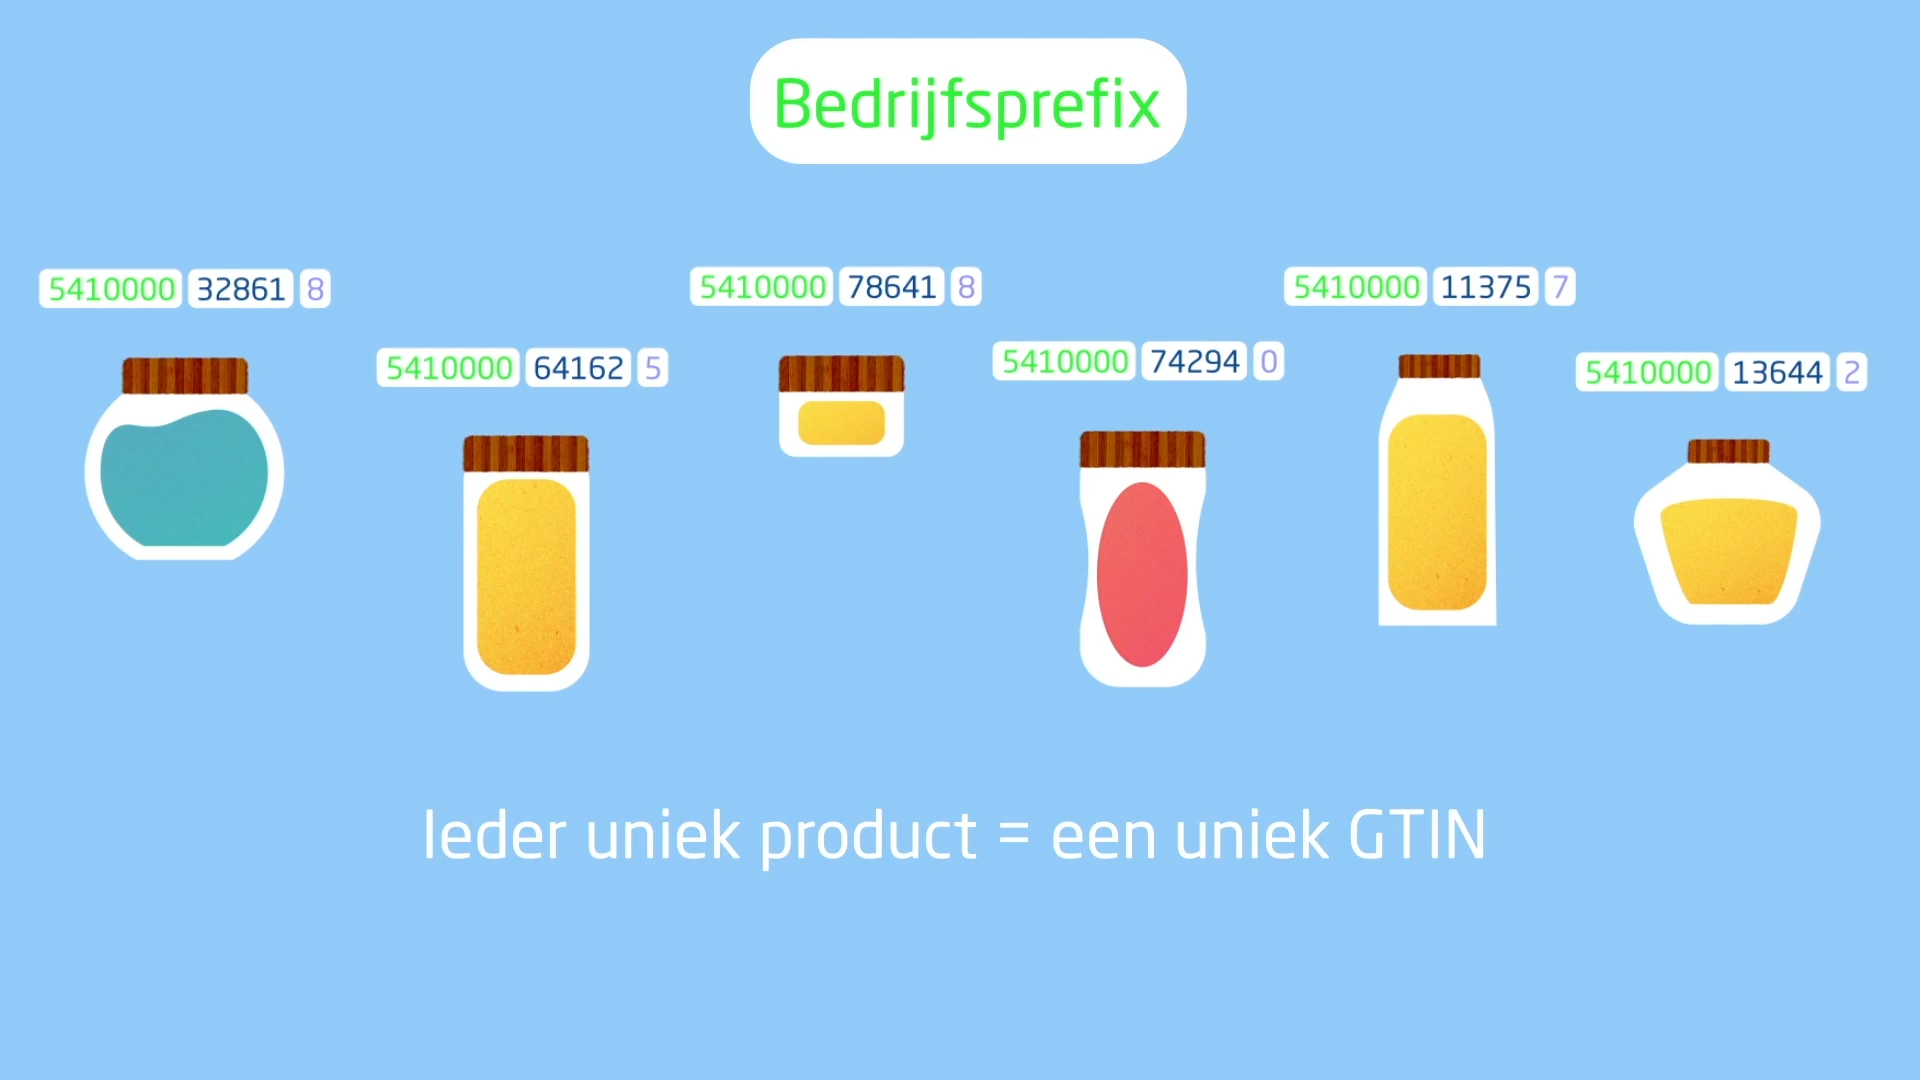 Bedrijfsprefix
5410000 32861 8
5410000 64162 5
5410000 78641 8
5410000 74294 0
5410000 11375 7
5410000 13644 2
Ieder uniek product = een uniek GTIN